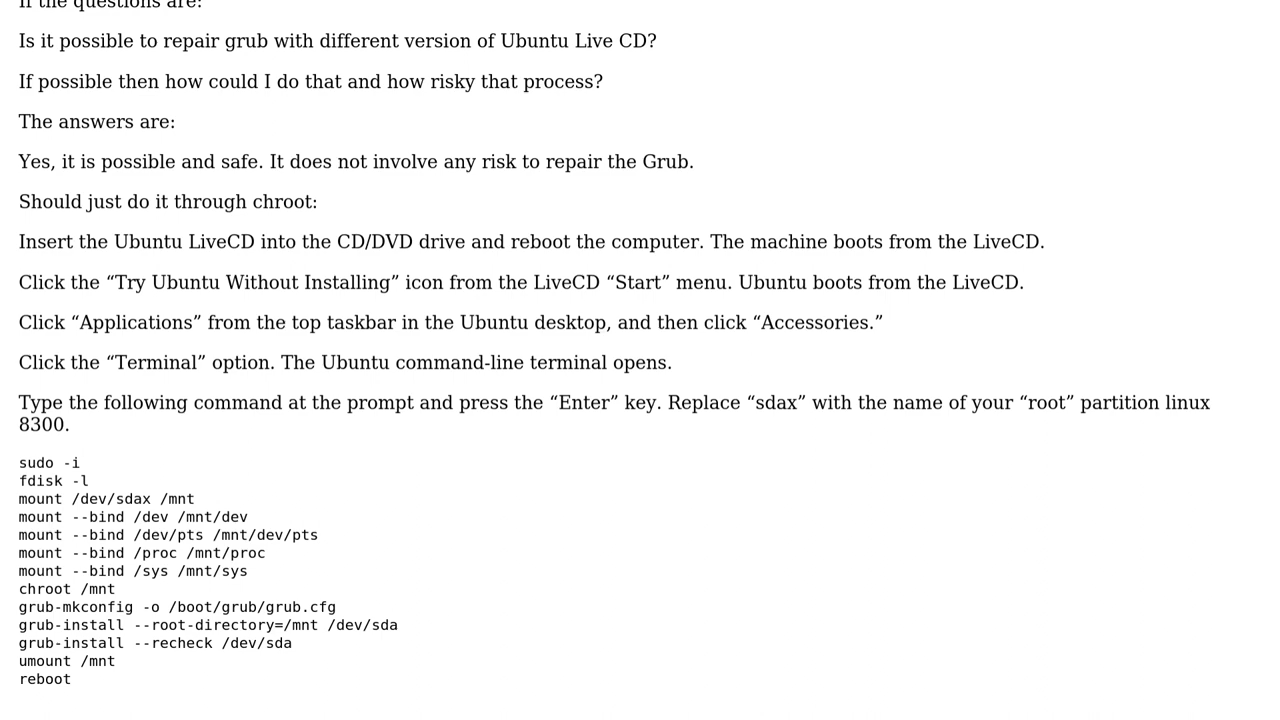 If the questions are:
Is it possible to repair grub with different version of Ubuntu Live CD?
If possible then how could I do that and how risky that process?
The answers are:
Yes, it is possible and safe. It does not involve any risk to repair the Grub.
Should just do it through chroot:
Insert the Ubuntu LiveCD into the CD/DVD drive and reboot the computer. The machine boots from the LiveCD.
Click the “Try Ubuntu Without Installing” icon from the LiveCD “Start” menu. Ubuntu boots from the LiveCD.
Click “Applications” from the top taskbar in the Ubuntu desktop, and then click “Accessories.”
Click the “Terminal” option. The Ubuntu command-line terminal opens.
Type the following command at the prompt and press the “Enter” key. Replace “sdax” with the name of your “root” partition linux
8300.
sudo -i
fdisk -l
mount /dev/sdax /mnt
mount --bind /dev /mnt/dev
mount --bind /dev/pts /mnt/dev/pts
mount --bind /proc /mnt/proc
mount --bind /sys /mnt/sys
chroot /mnt
grub-mkconfig -o /boot/grub/grub.cfg
grub-install --root-directory=/mnt /dev/sda
grub-install --recheck /dev/sda
umount /mnt
reboot